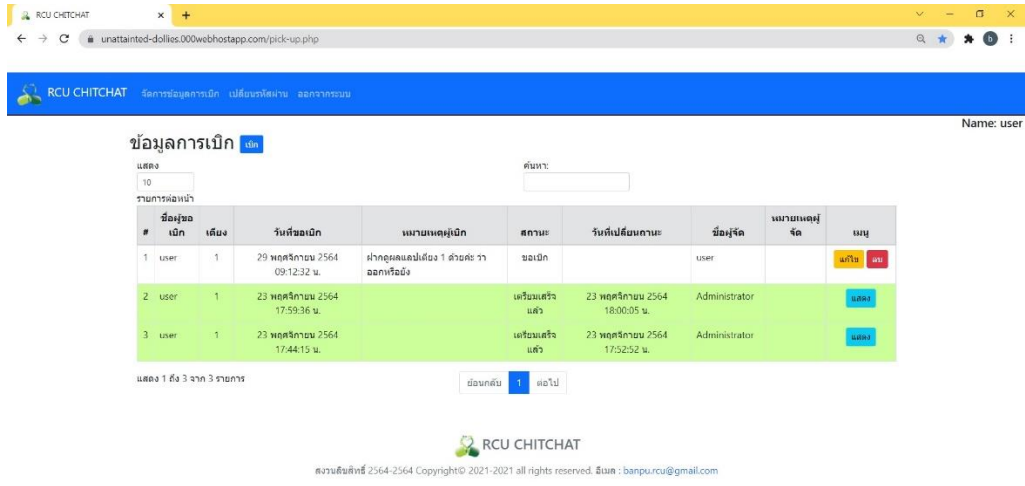 RCU CHITCHAT
unattainted-dollies.000webhostapp.com/pick-up.php
b
RCU CHITCHAT จัดการข้อมูลการเบิก เปลี่ยนรหัสผ่าน ออกจากระบบ
Name: user
ข้อมูลการเบิก เบิก
แสดง ค้นหา:
10
รายการต่อหน้า
# ชื่อผู้ขอเบิก เตียง วันที่ขอเบิก หมายเหตุผู้เบิก สถานะ วันที่เปลี่ยนถานะ ชื่อผู้จัด หมายเหตุผู้จัด เมนู
1 user 1 29 พฤศจิกายน 2564 ฝากดูผลแลปเตียง 1 ด้วยค่ะ ว่า ขอเบิก user แก้ไข ลบ
09:12:32 น. ออกหรือยัง
2 user 1 23 พฤศจิกายน 2564 เตรียมเสร็จ 23 พฤศจิกายน 2564 Administrator แสดง
17:59:36 น. แล้ว 18:00:05 น.
3 user 1 23 พฤศจิกายน 2564 เตรียมเสร็จ 23 พฤศจิกายน 2564 Administrator แสดง
17:44:15 น. แล้ว 17:52:52 น.
แสดง 1 ถึง 3 จาก 3 รายการ ย้อนกลับ 1 ต่อไป
RCU CHITCHAT
สงวนลิขสิทธิ์ 2564-2564 Copyright© 2021-2021 all rights reserved. อีเมล : banpu.rcu@gmail.com